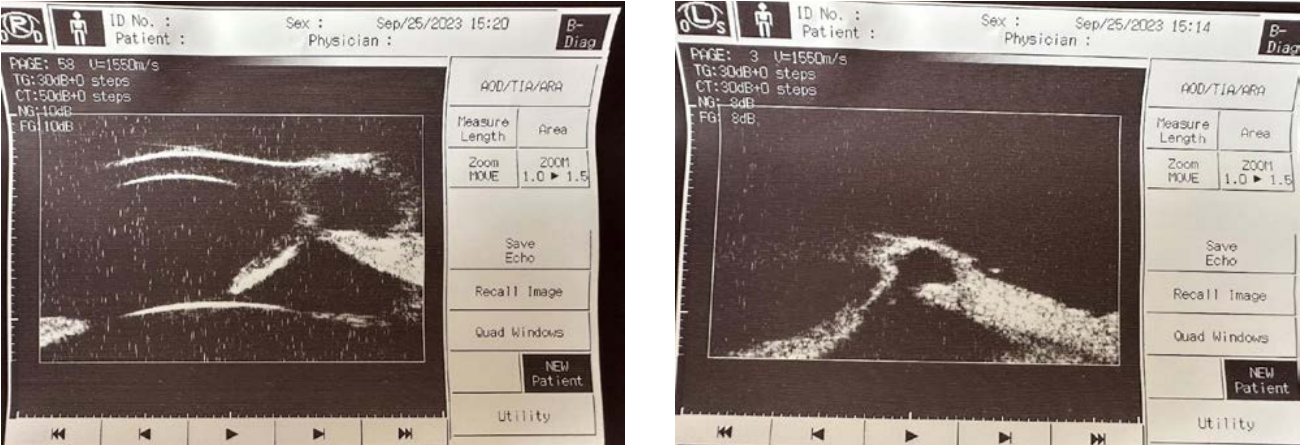 R
O D
ID No. :
Patient :
Sex :
Physician :
Sep/25/2023 15:20
B-
Diag
PAGE: 58 V=1550m/s
TG:30dB+0 steps
CT:50dB+0 steps
NG:10dB
FG:10dB
AOD/TIA/ARA
Measure
Length
Area
Zoom
MOVE
ZOOM
1.0 ► 1.5
Save
Echo
Recall Image
Quad Windows
NEW
Patient
Utility
L
O S
ID No. :
Patient :
Sex :
Physician :
Sep/25/2023 15:14
B-
Diag
PAGE: 3 V=1550m/s
TG:30dB+0 steps
CT:30dB+0 steps
NG: 8dB
FG: 8dB
AOD/TIA/ARA
Measure
Length
Area
Zoom
MOVE
ZOOM
1.0 ► 1.5
Save
Echo
Recall Image
Quad Windows
NEW
Patient
Utility